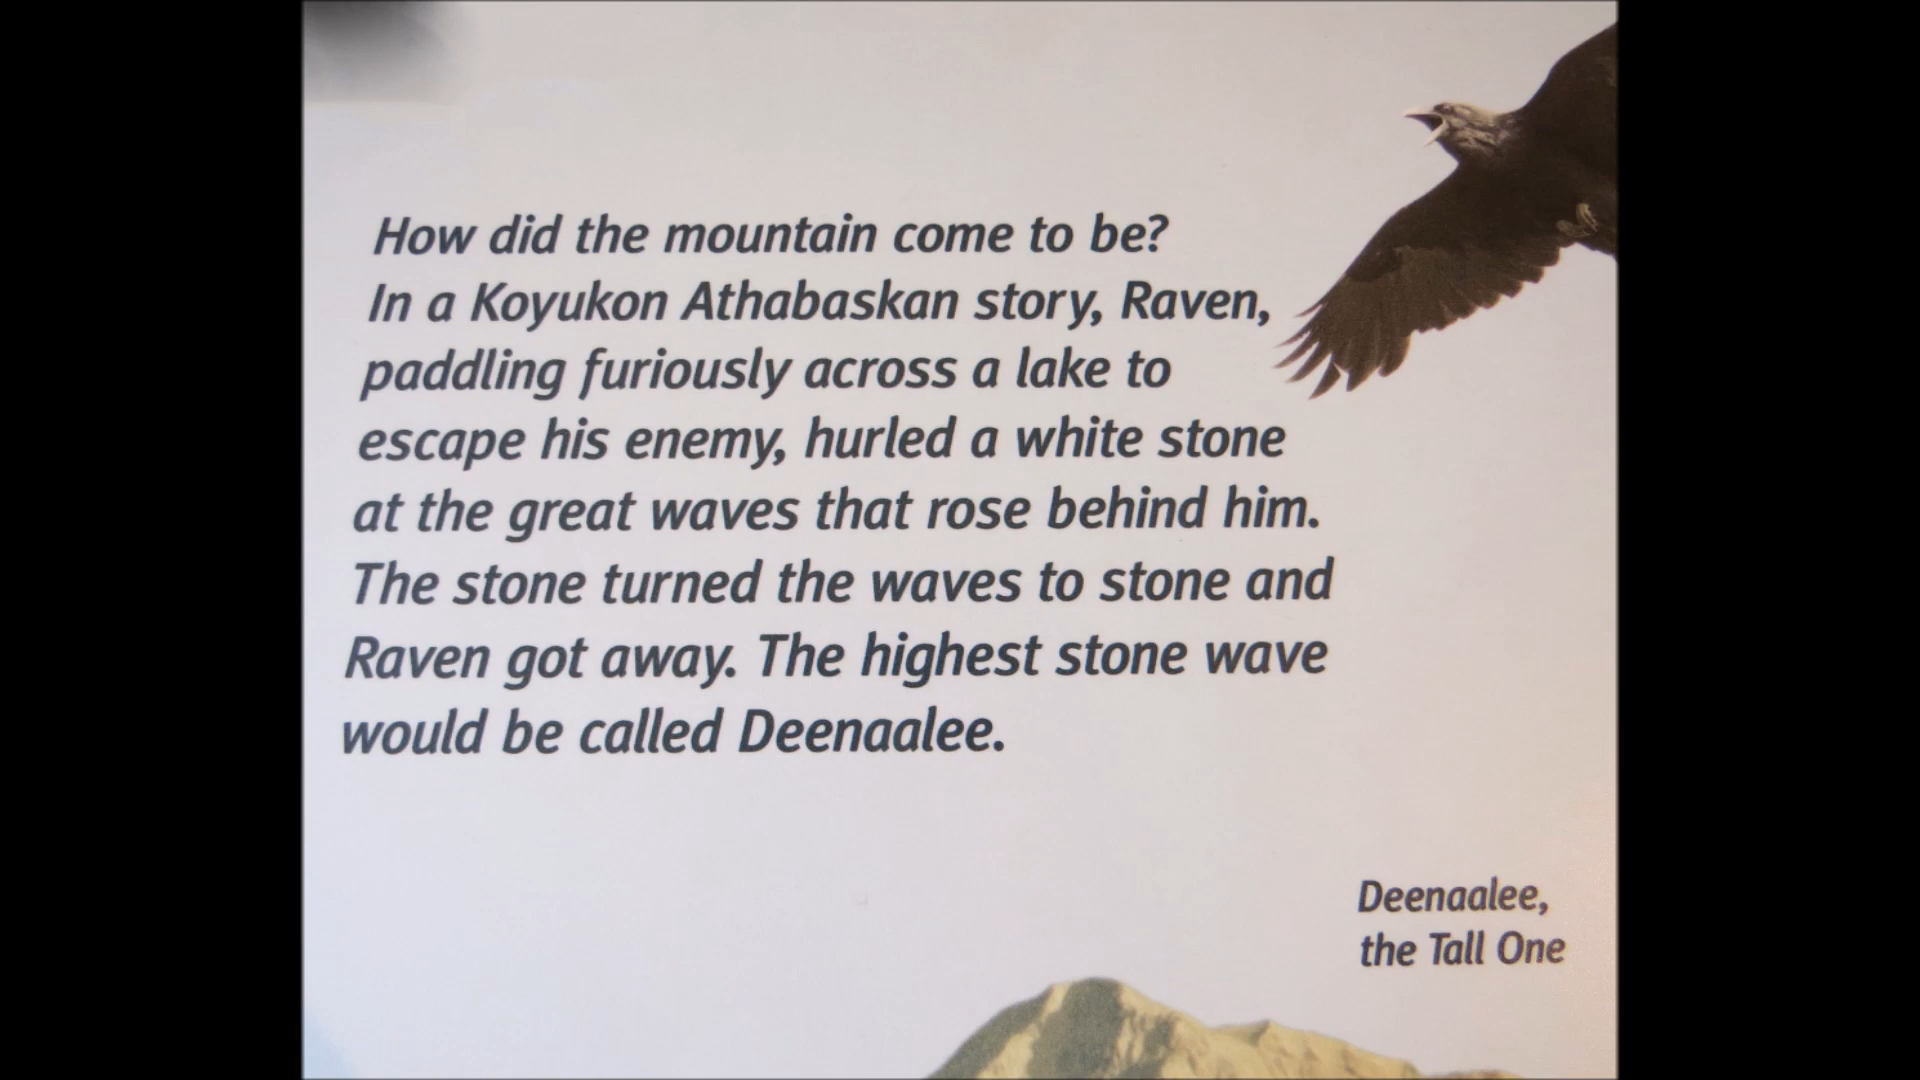 How did the mountain come to be?
In a Koyukon Athabaskan story, Raven,
paddling furiously across a lake to
escape his enemy, hurled a white stone
at the great waves that rose behind him.
The stone turned the waves to stone and
Raven got away. The highest stone wave
would be called Deenaalee.
Deenaalee,
the Tall One